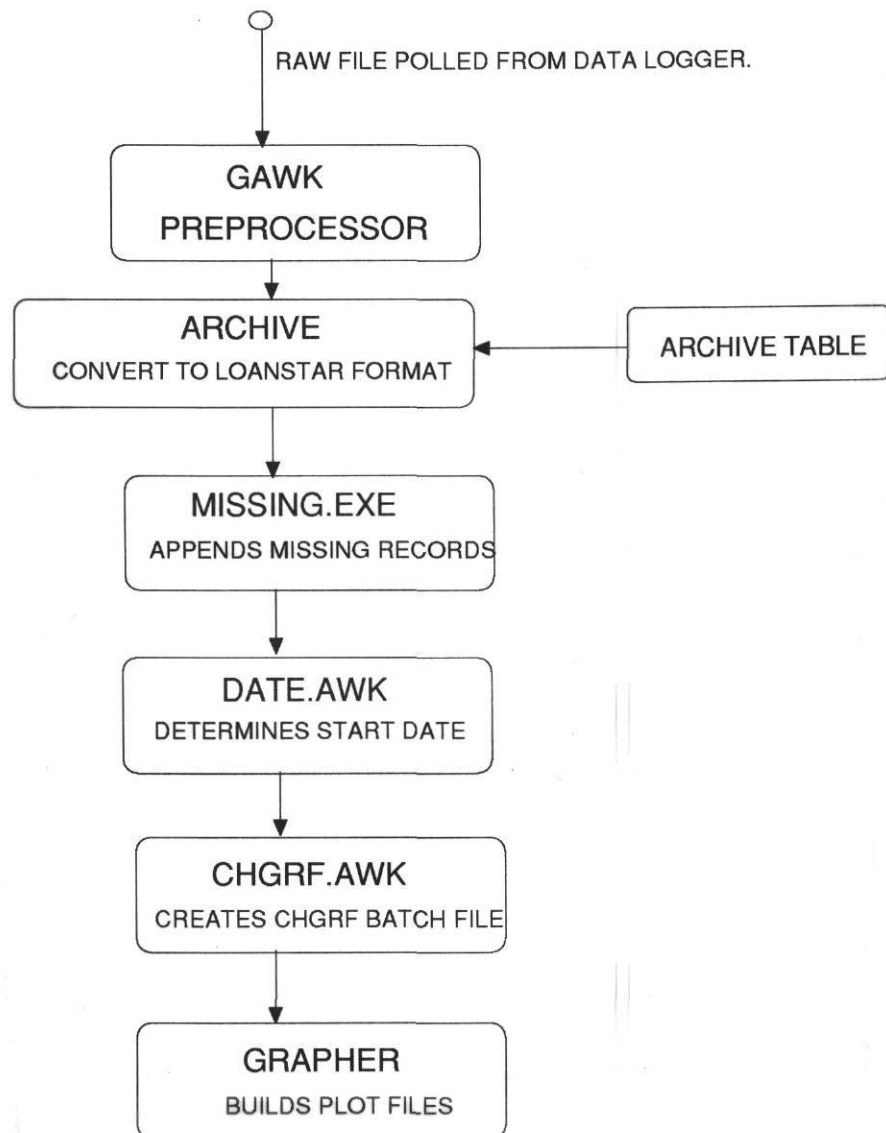 RAW FILE POLLED FROM DATA LOGGER.
GAWK
PREPROCESSOR
ARCHIVE
CONVERT TO LOANSTAR FORMAT
ARCHIVE TABLE
MISSING.EXE
APPENDS MISSING RECORDS
DATE.AWK
DETERMINES START DATE
CHGRF.AWK
CREATES CHGRF BATCH FILE
GRAPHER
BUILDS PLOT FILES